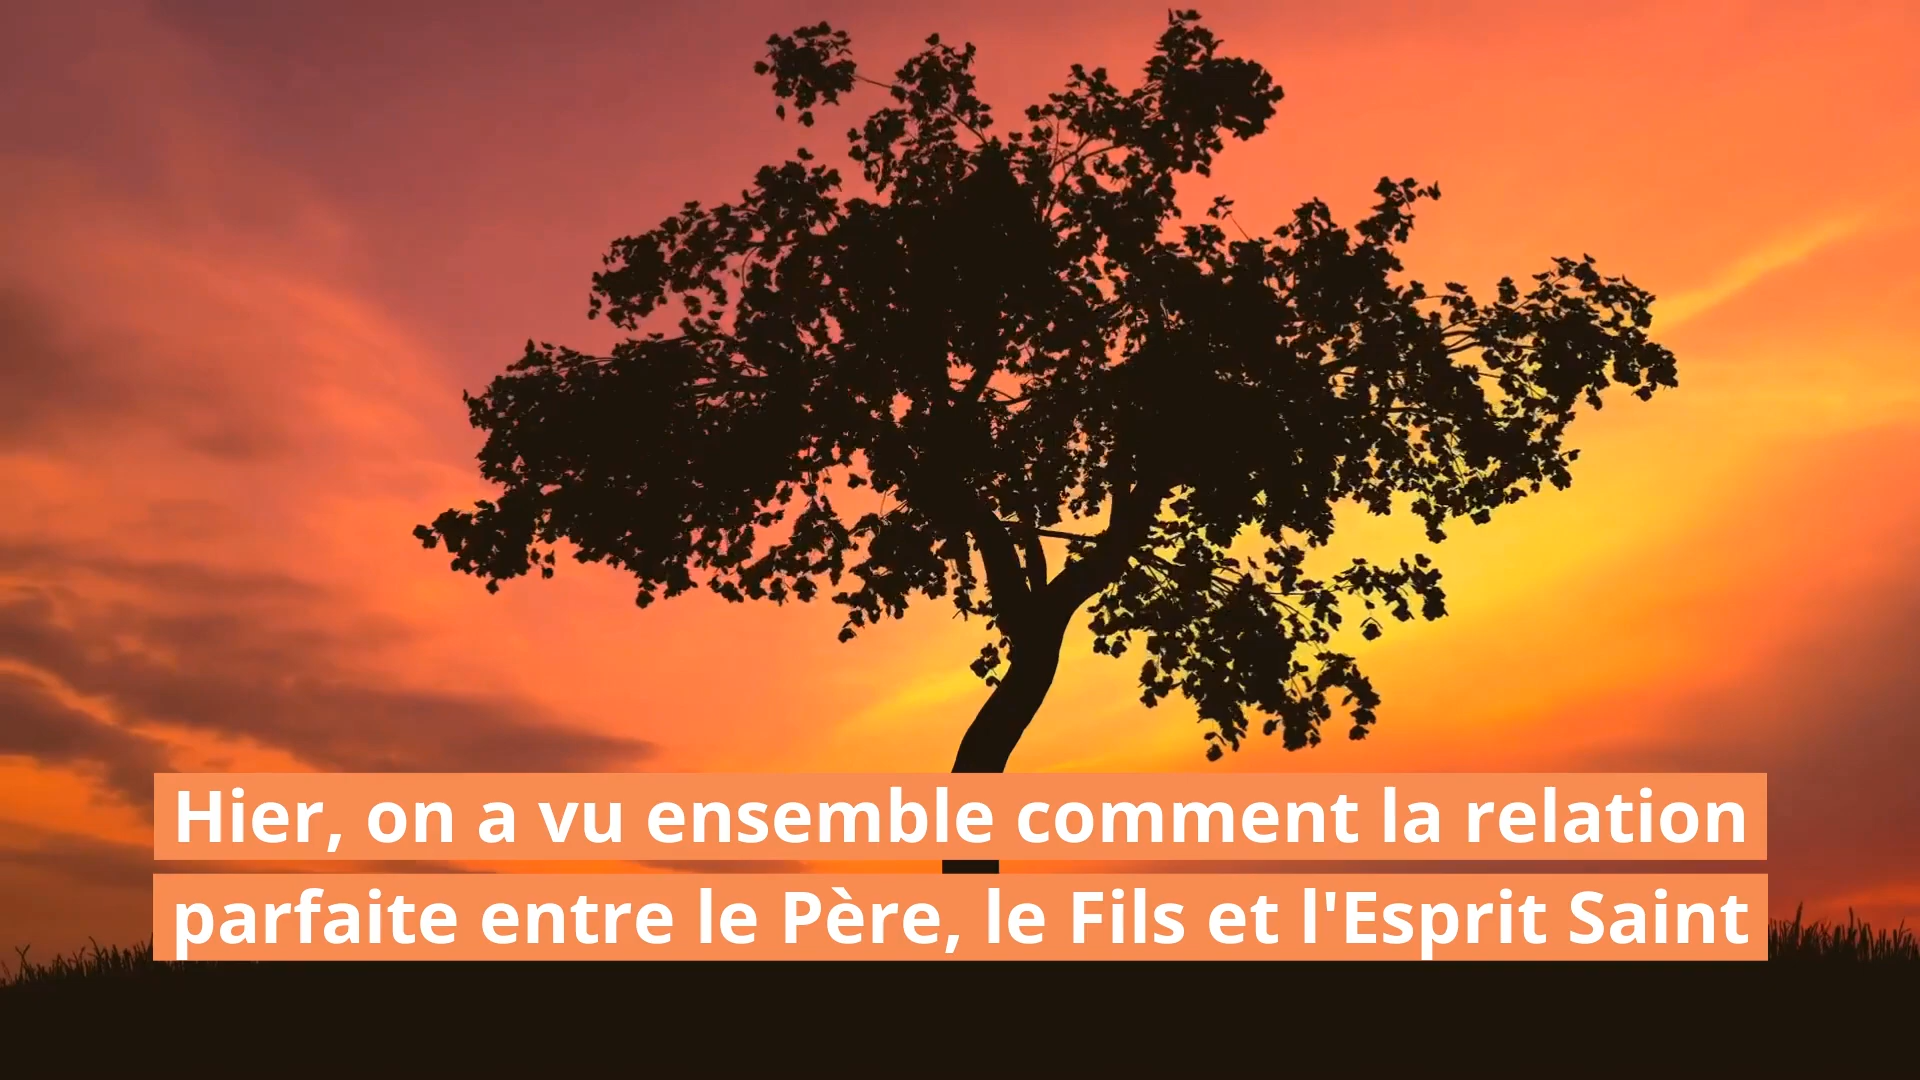 Hier, on a vu ensemble comment la relation
parfaite entre le Père, le Fils et l'Esprit Saint